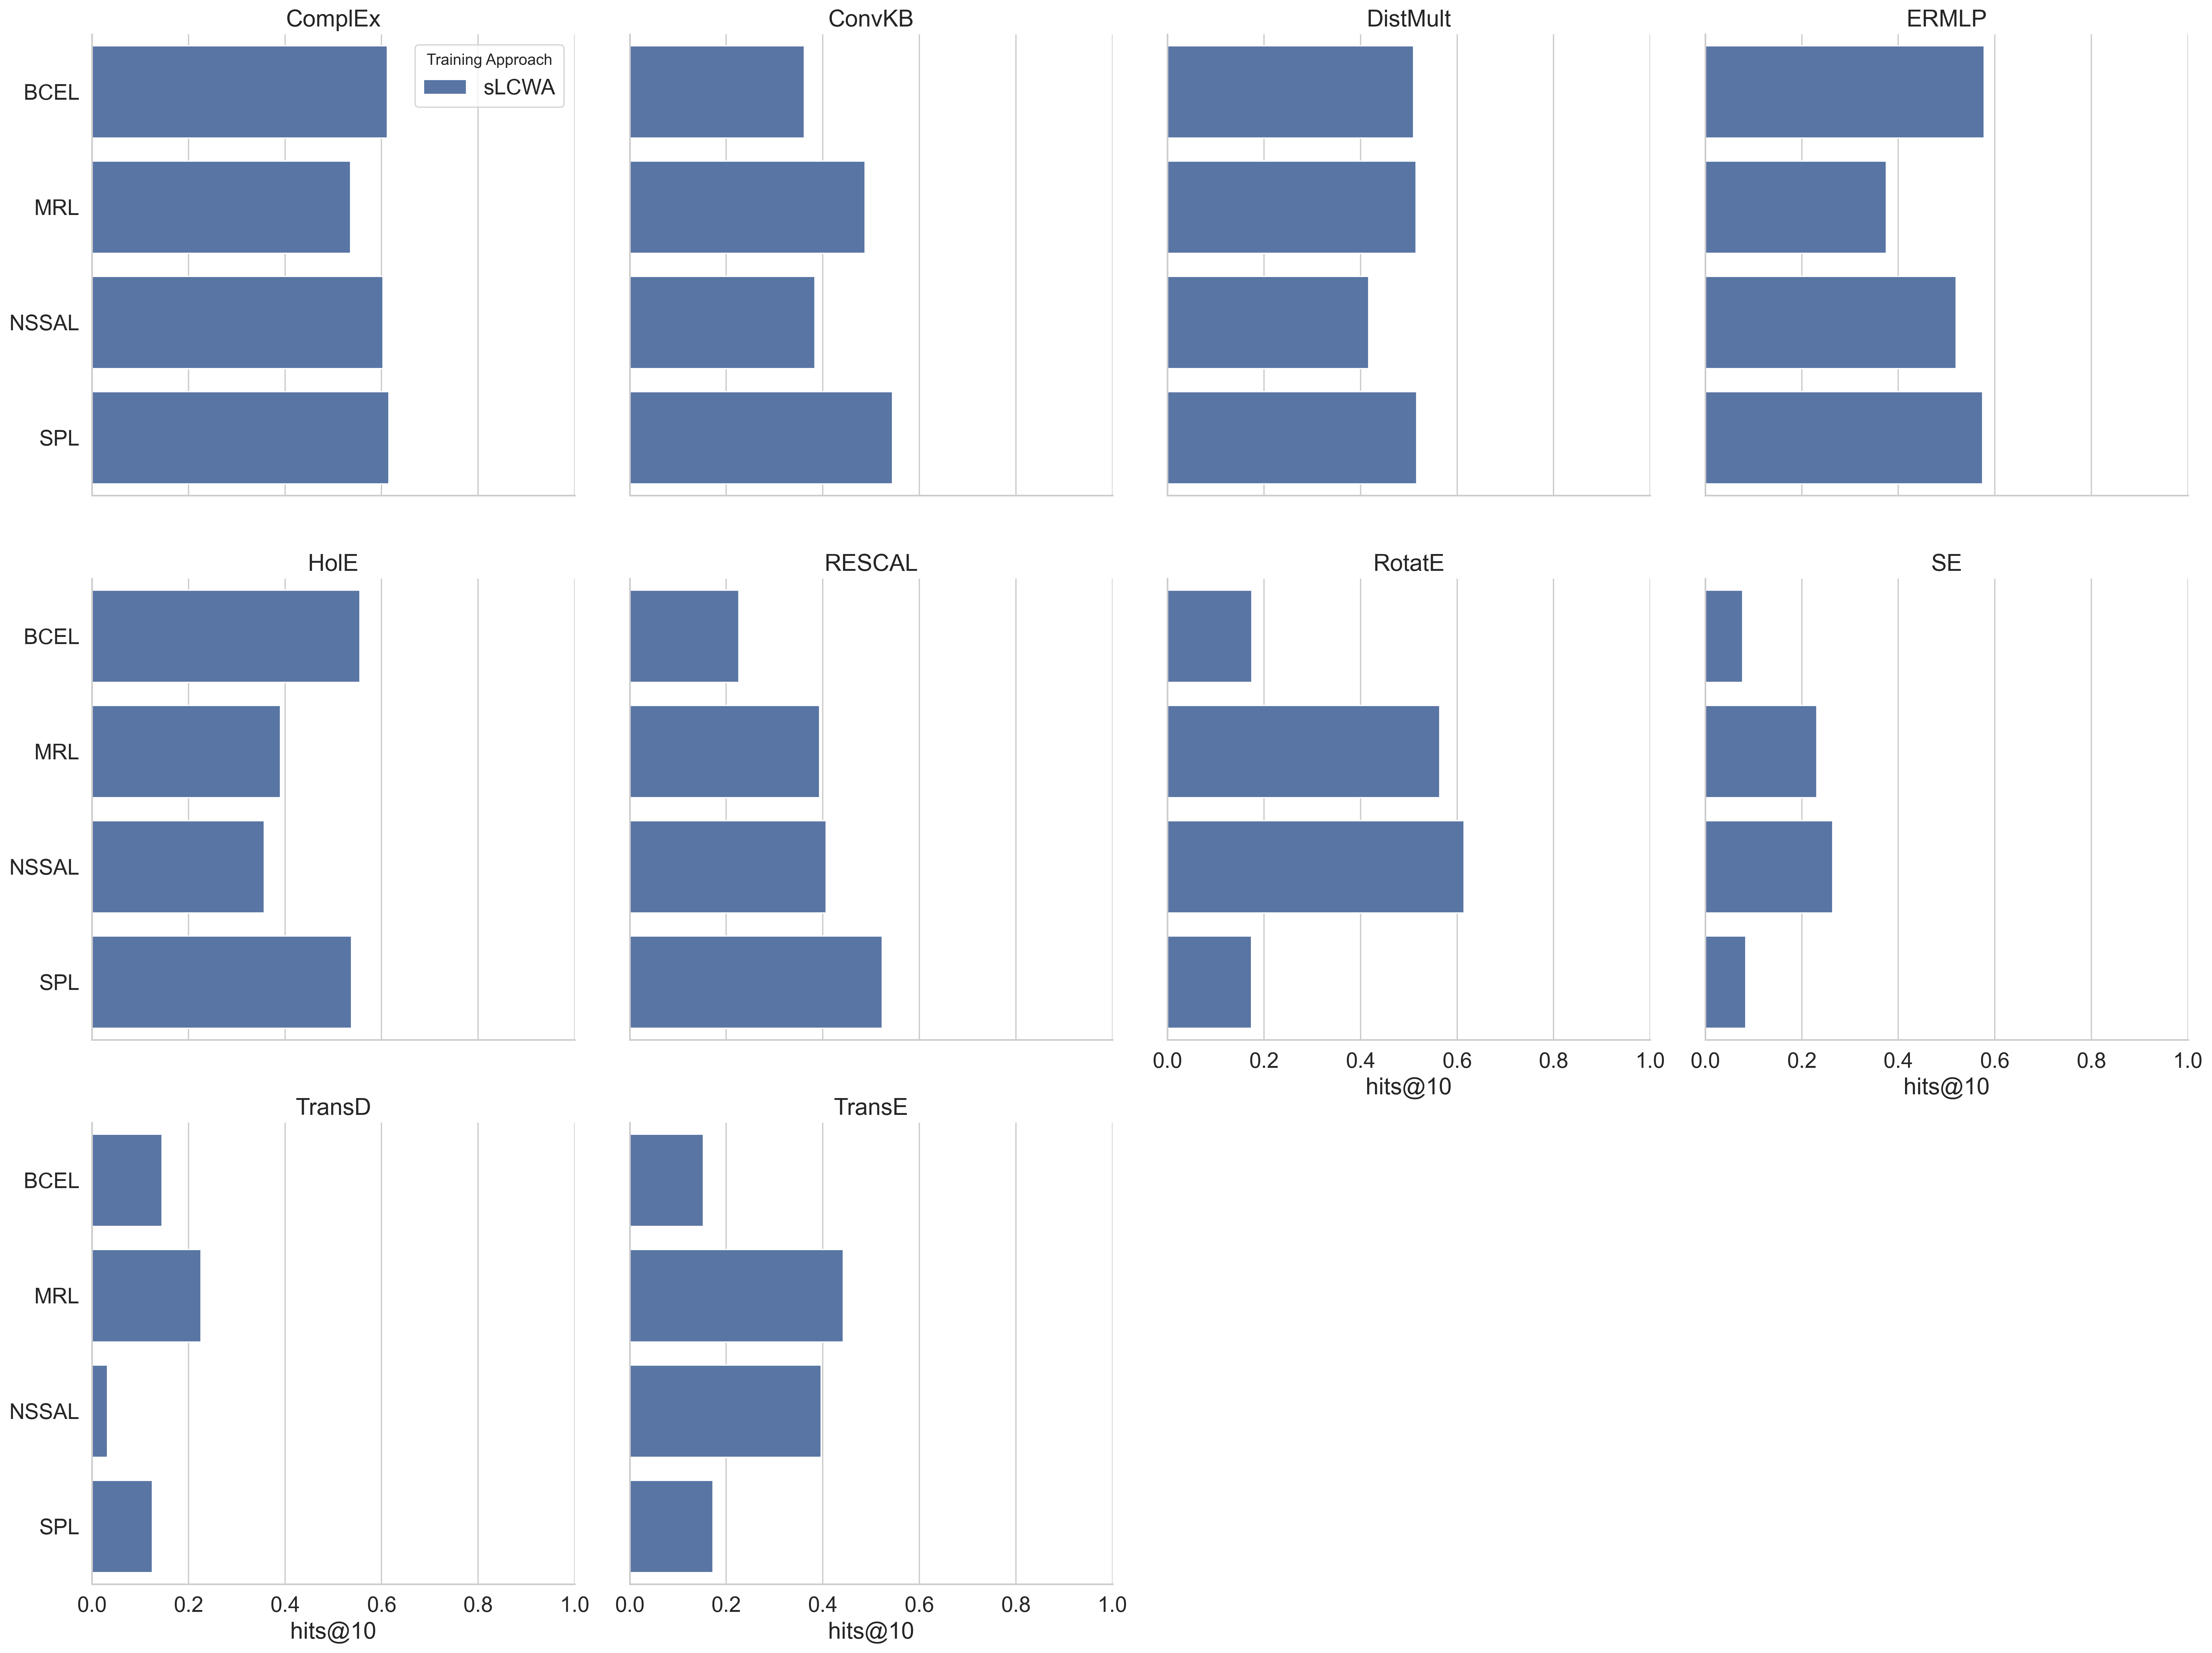 ComplEx
ConvKB
DistMult
ERMLP
Training Approach
sLCWA
BCEL
MRL
NSSAL
SPL
HolE
RESCAL
RotatE
SE
BCEL
MRL
NSSAL
SPL
0.0 0.2 0.4 0.6 0.8 1.0
hits@10
0.0 0.2 0.4 0.6 0.8 1.0
hits@10
TransD
TransE
BCEL
MRL
NSSAL
SPL
0.0 0.2 0.4 0.6 0.8 1.0
hits@10
0.0 0.2 0.4 0.6 0.8 1.0
hits@10